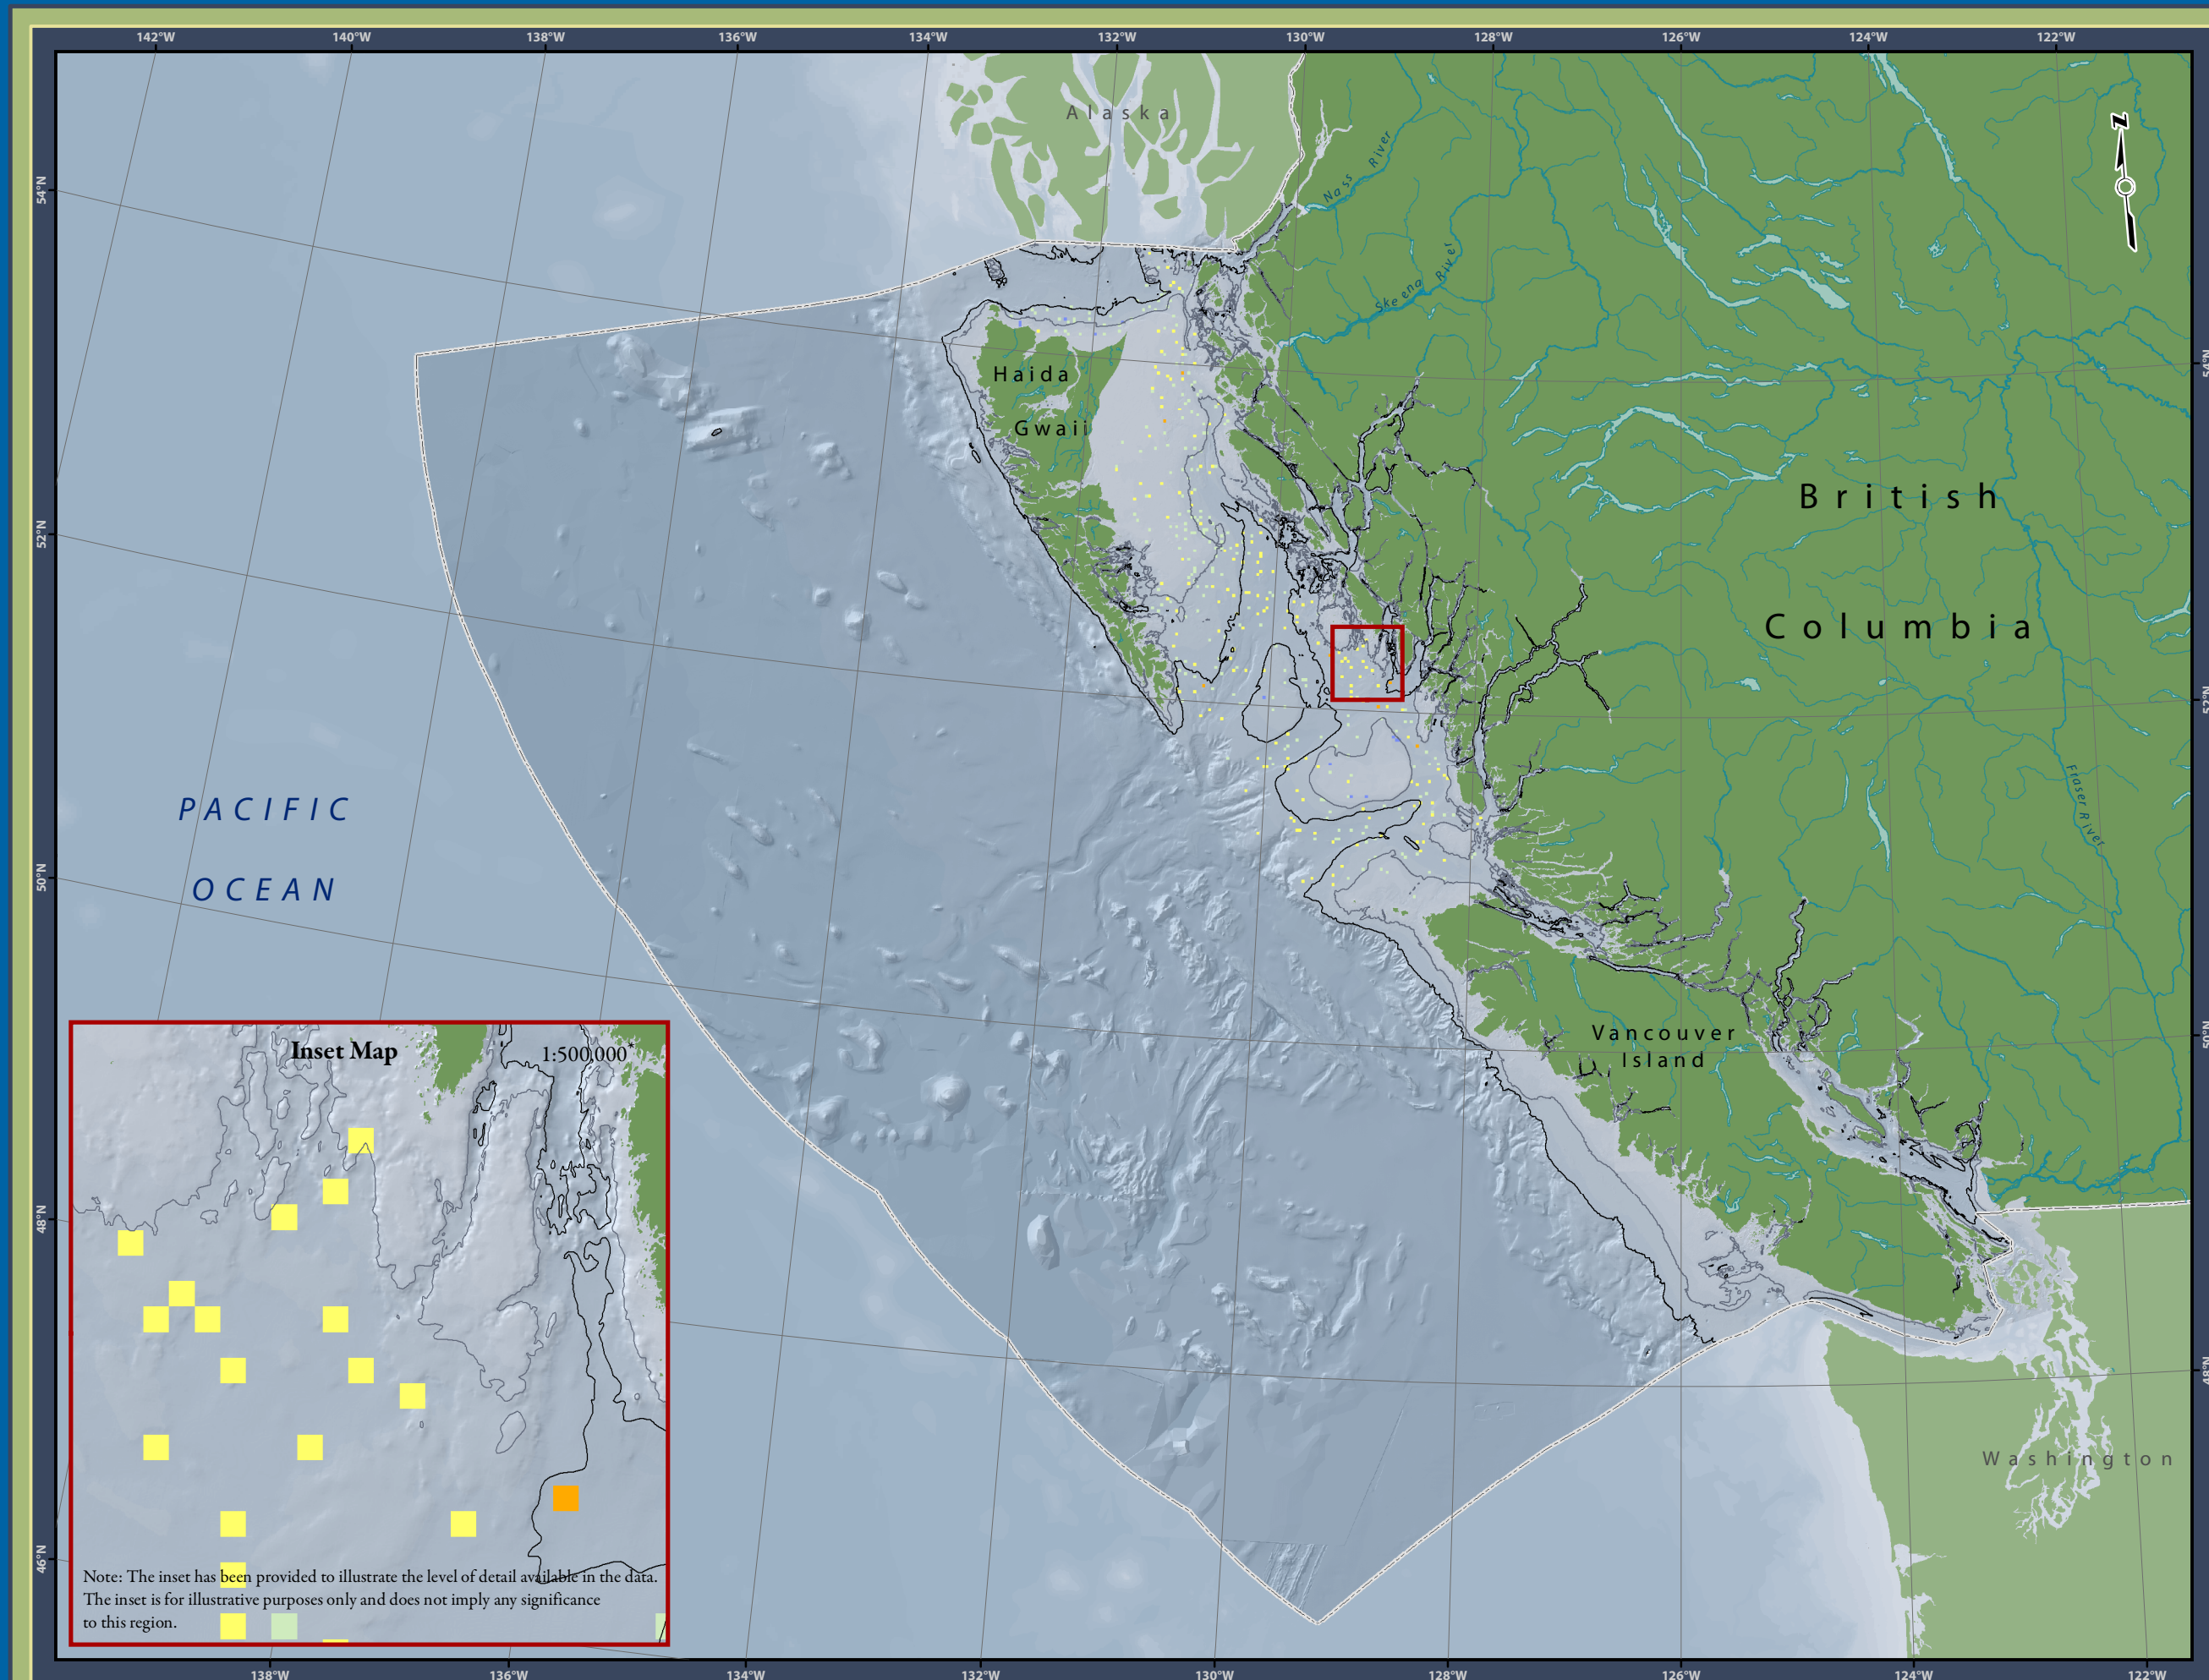 142°W 140°W 138°W 136°W 134°W 132°W 130°W 128°W 126°W 124°W 122°W
Alaska
Nass River
54°N
Skeena River
Haida
Gwaii
54°N
British
52°N
Columbia
52°N
PACIFIC
Fraser River
OCEAN
50°N
Vancouver
Island
50°N
Inset Map 1:500,000*
48°N
48°N
Washington
46°N
Note: The inset has been provided to illustrate the level of detail available in the data.
The inset is for illustrative purposes only and does not imply any significance
to this region.
138°W 136°W 134°W 132°W 130°W 128°W 126°W 124°W 122°W
N